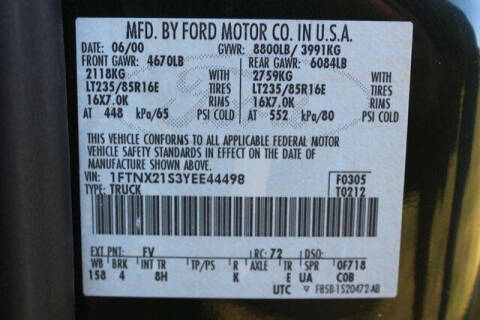 MFD. BY FORD MOTOR CO. IN U.S.A.
DATE: 06/00 GVWR: 8800LB/ 3991KG
FRONT GAWR: 4670LB REAR GAWR: 6084LB
2118KG WITH 2759KG WITH
LT235/85R16E TIRES LT235/85R16E TIRES
16X7.0K RIMS 16X7.0K RIMS
AT 448 kPa/65 PSI COLD AT 552 kPa/80 PSI COLD
THIS VEHICLE CONFORMS TO ALL APPLICABLE FEDERAL MOTOR
VEHICLE SAFETY STANDARDS IN EFFECT ON THE DATE OF
MANUFACTURE SHOWN ABOVE.
VIN: 1FTNX21S3YEE44498 F0305
TYPE: TRUCK T0212
EXT PNT: FV RC: 72 DSO:
WB BRK INT TR TP/PS R AXLE TR SPR 0F718
158 4 8H K E UA COB
UTC F85B-1520472-AB